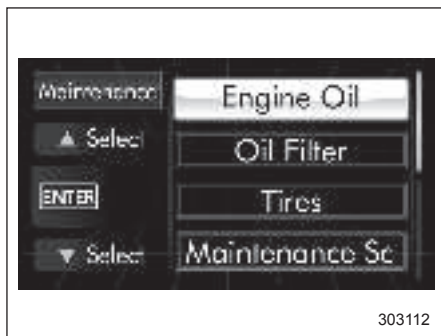 Maintenance
Engine Oil
▲ Select
Oil Filter
ENTER
Tires
▼ Select
Maintenance Sc
303112